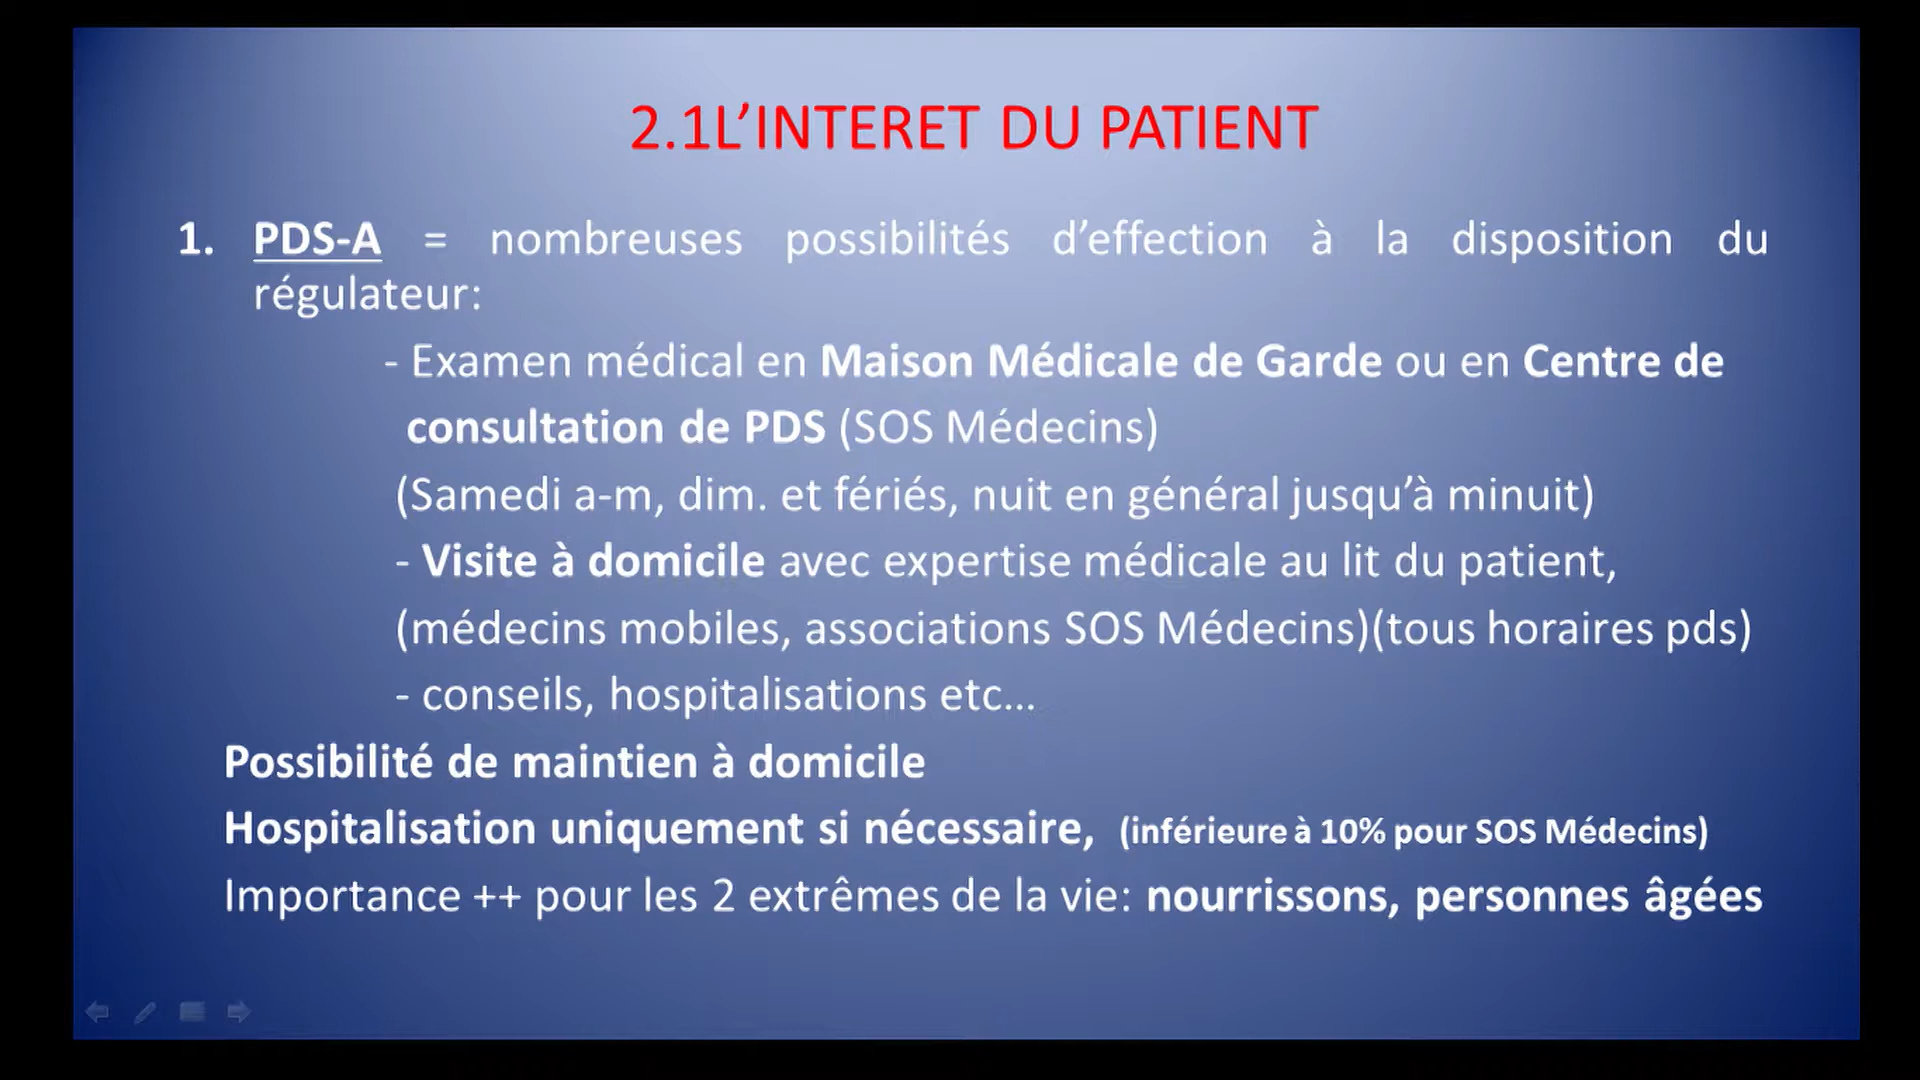 2.1L’INTERET DU PATIENT
1. PDS-A = nombreuses possibilités d’effection à la disposition du
régulateur:
- Examen médical en Maison Médicale de Garde ou en Centre de
consultation de PDS (SOS Médecins)
(Samedi a-m, dim. et fériés, nuit en général jusqu’à minuit)
- Visite à domicile avec expertise médicale au lit du patient,
(médecins mobiles, associations SOS Médecins)(tous horaires pds)
- conseils, hospitalisations etc...
Possibilité de maintien à domicile
Hospitalisation uniquement si nécessaire, (inférieure à 10% pour SOS Médecins)
Importance ++ pour les 2 extrêmes de la vie: nourrissons, personnes âgées